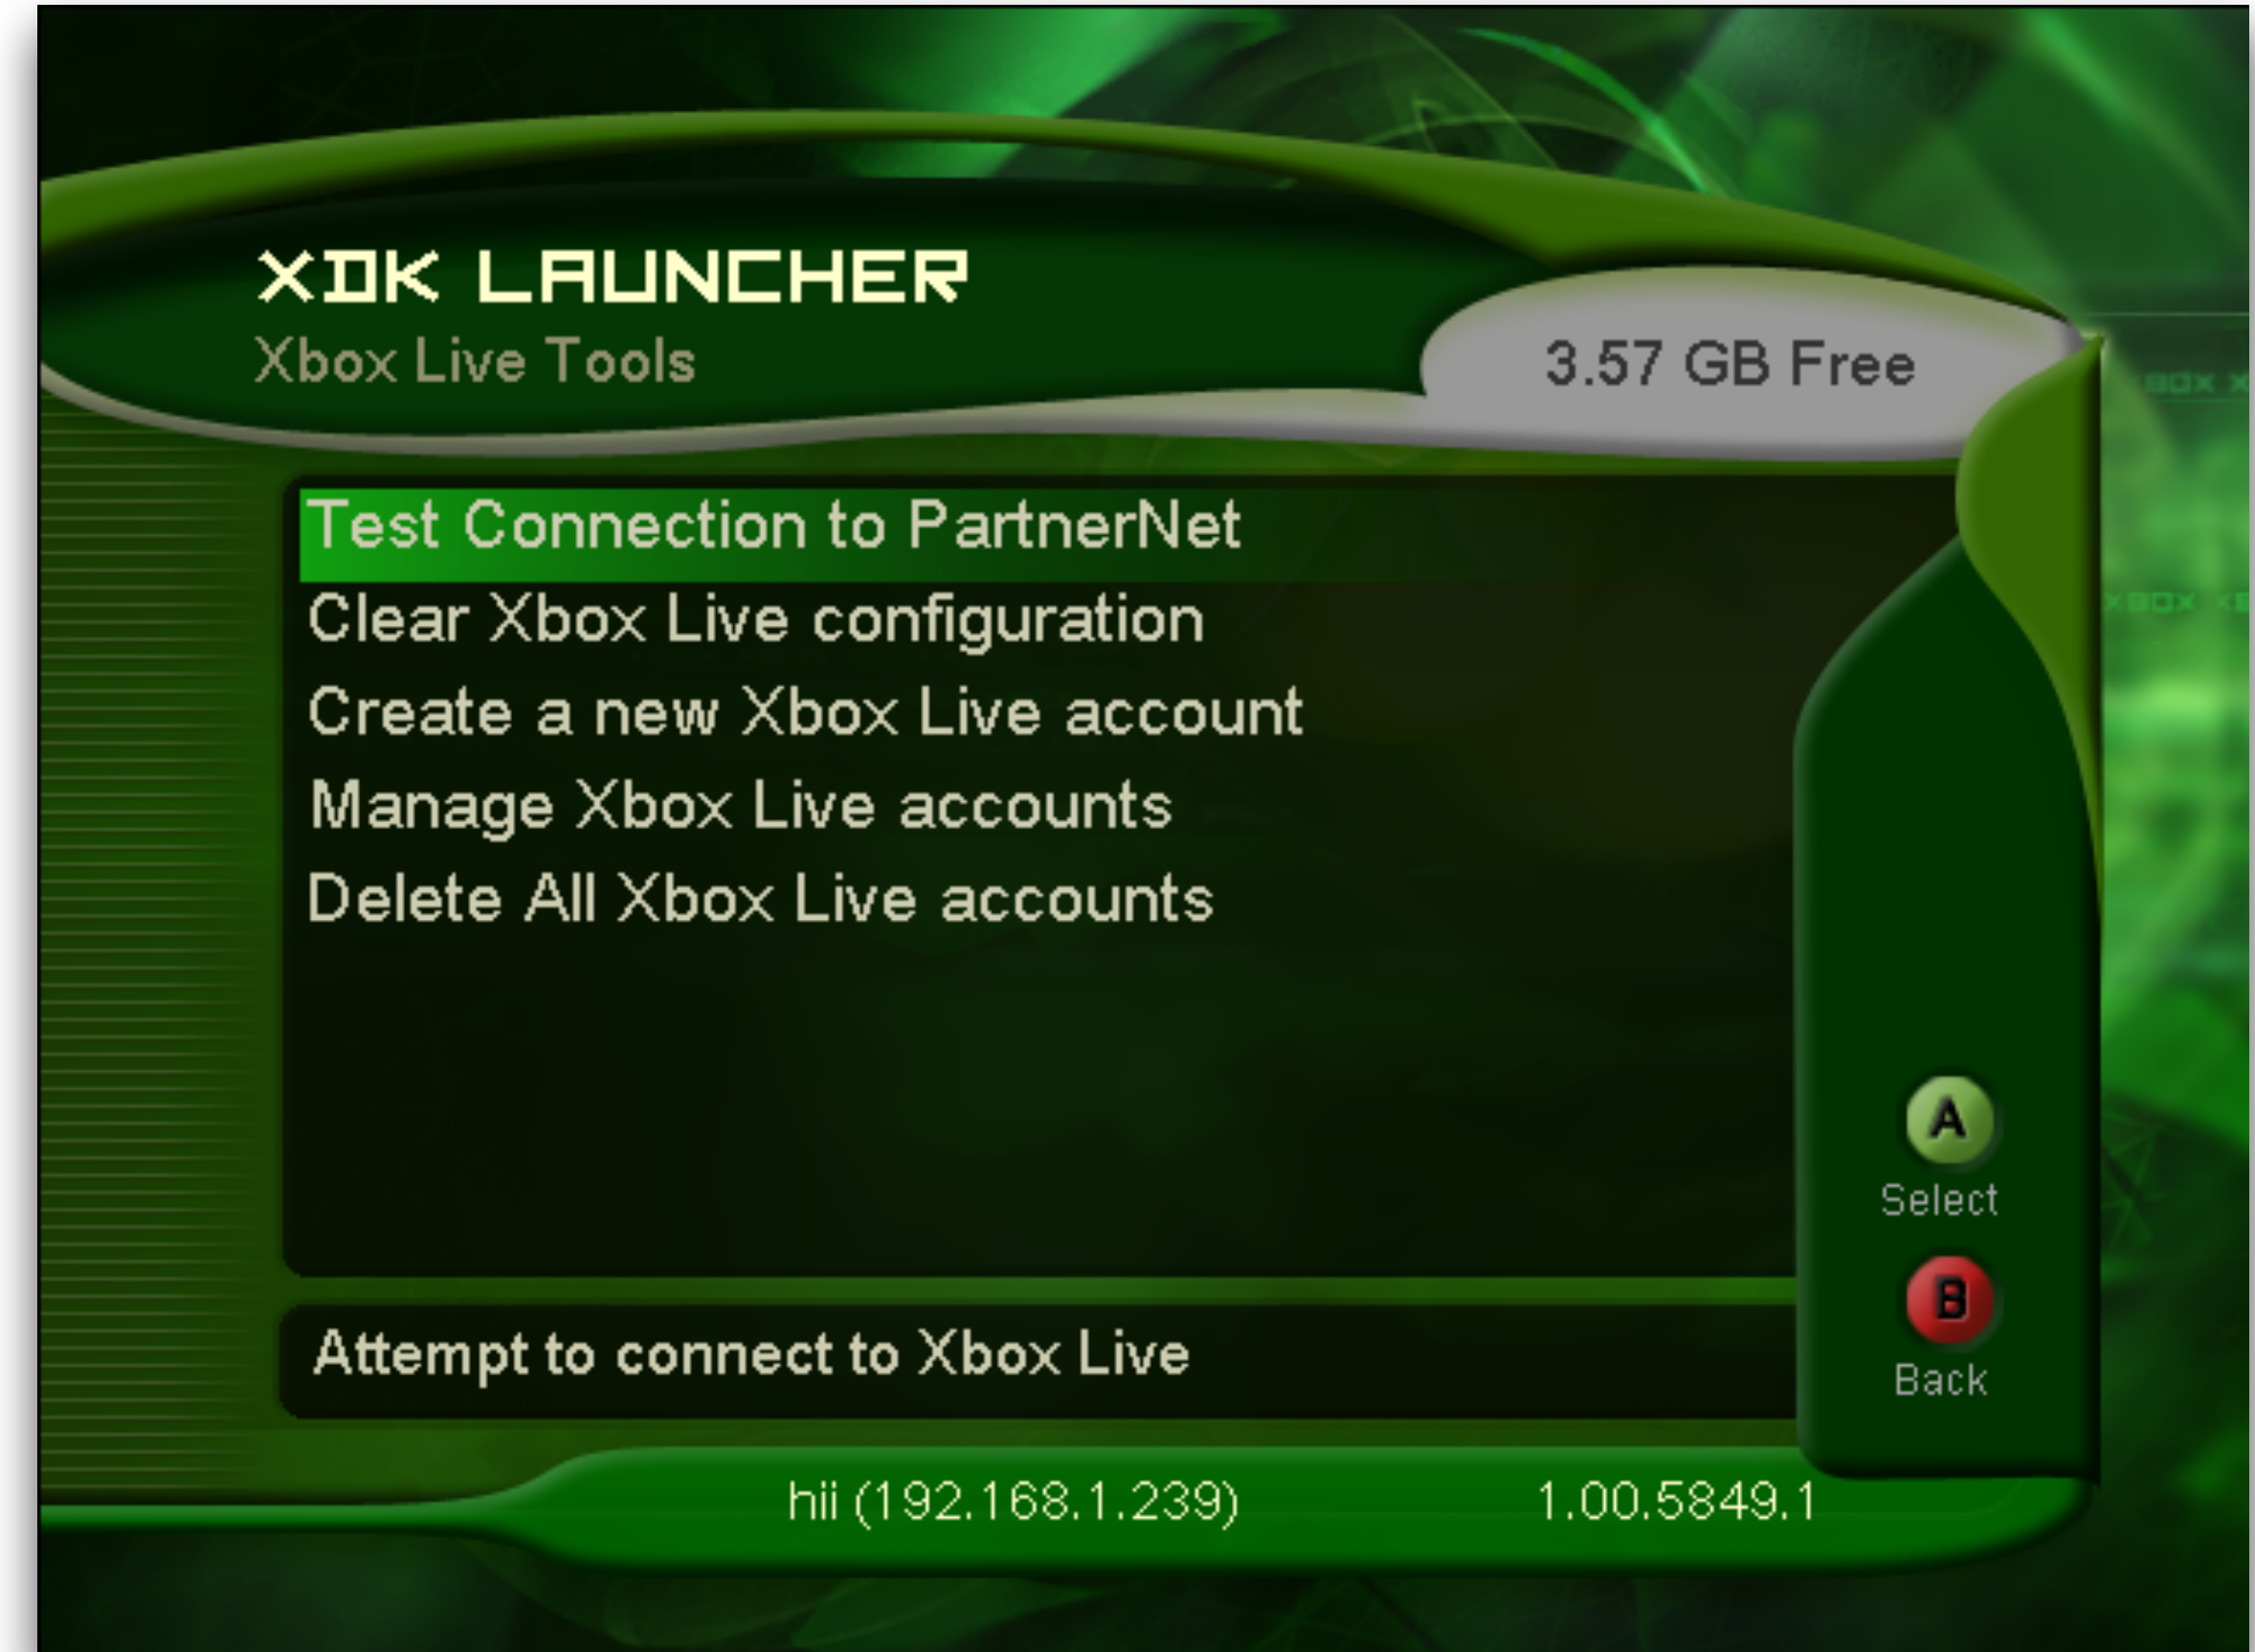 XDK LAUNCHER
Xbox Live Tools
3.57 GB Free
Test Connection to PartnerNet
Clear Xbox Live configuration
Create a new Xbox Live account
Manage Xbox Live accounts
Delete All Xbox Live accounts
A
Select
B
Back
Attempt to connect to Xbox Live
hii (192.168.1.239)
1.00.5849.1